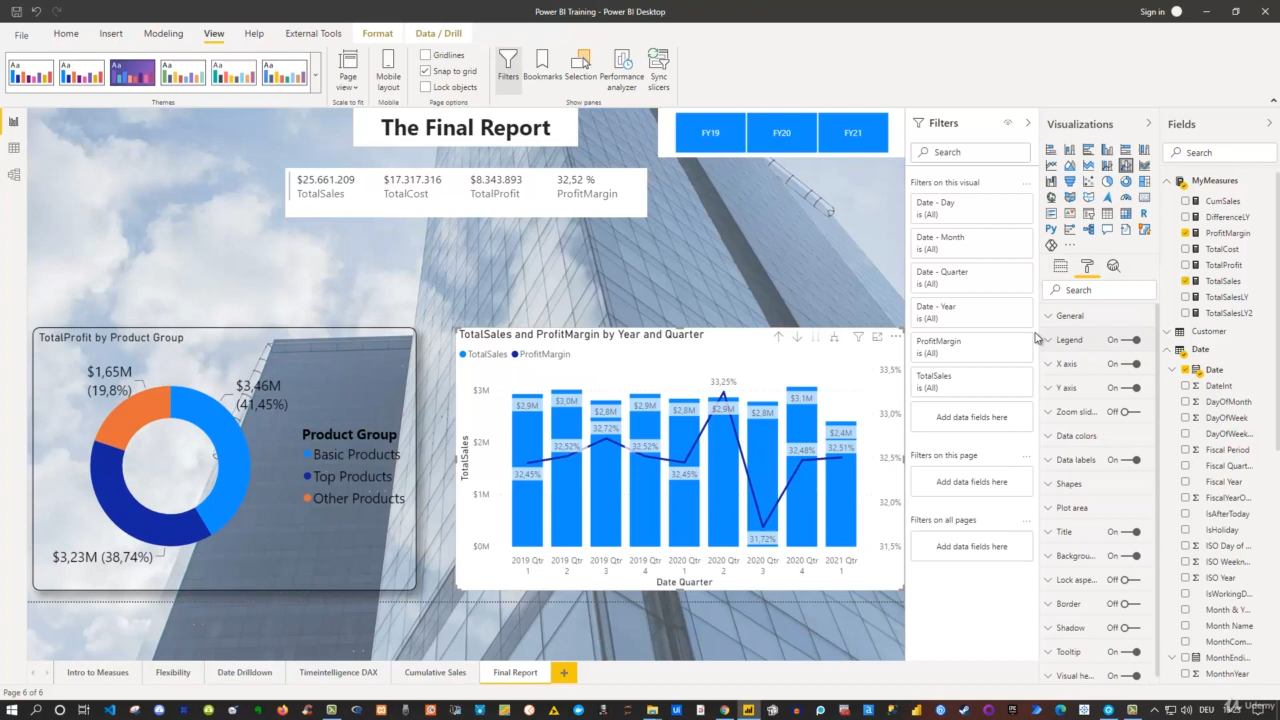 Power BI Training - Power BI Desktop
Sign in
File
Home
Insert
Modeling
View
Help
External Tools
Format
Data / Drill
Aa
Aa
Aa
Aa
Aa
Aa
Themes
Page view
Scale to fit
Mobile layout
Mobile
Gridlines
Snap to grid
Lock objects
Page options
Filters
Bookmarks
Selection
Performance analyzer
Sync slicers
Show panes
The Final Report
FY19
FY20
FY21
$25.661.209
TotalSales
$17.317.316
TotalCost
$8.343.893
TotalProfit
32,52 %
ProfitMargin
TotalProfit by Product Group
$1,65M
(19,8%)
$3,46M
(41,45%)
$3,23M (38,74%)
Product Group
Basic Products
Top Products
Other Products
TotalSales and ProfitMargin by Year and Quarter
TotalSales
ProfitMargin
TotalSales
$3M
$2M
$1M
$0M
$2,9M
$3,0M
$2,8M
$2,9M
$2,8M
$2,9M
$2,8M
$3,1M
$2,4M
32,45%
32,52%
32,72%
32,52%
32,45%
33,25%
31,72%
32,48%
32,51%
33,5%
33,0%
32,5%
32,0%
31,5%
2019 Qtr 1
2019 Qtr 2
2019 Qtr 3
2019 Qtr 4
2020 Qtr 1
2020 Qtr 2
2020 Qtr 3
2020 Qtr 4
2021 Qtr 1
Date Quarter
Filters
Search
Filters on this visual
Date - Day
is (All)
Date - Month
is (All)
Date - Quarter
is (All)
Date - Year
is (All)
ProfitMargin
is (All)
TotalSales
is (All)
Add data fields here
Filters on this page
Add data fields here
Filters on all pages
Add data fields here
Visualizations
R
Py
Search
General
Legend On
X axis On
Y axis On
Zoom slid... Off
Data colors
Data labels On
Shapes
Plot area
Title On
Backgrou... On
Lock aspe... Off
Border Off
Shadow Off
Tooltip On
Visual he... On
Fields
Search
MyMeasures
CumSales
DifferenceLY
ProfitMargin
TotalCost
TotalProfit
TotalSales
TotalSalesLY
TotalSalesLY2
Customer
Date
Date
DateInt
DayOfMonth
DayOfWeek
DayOfWeek...
Fiscal Period
Fiscal Quart...
Fiscal Year
FiscalYearO...
IsAfterToday
IsHoliday
ISO Day of ...
ISO Weekn...
ISO Year
IsWorkingD...
Month & Y...
Month Name
MonthCom...
MonthEndi...
MonthnYear
Intro to Measues
Flexibility
Date Drilldown
Timeintelligence DAX
Cumulative Sales
Final Report
Page 6 of 6
DEU
Udemy